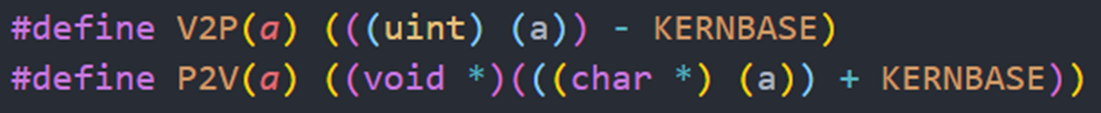 #define V2P(a) (((uint) (a)) - KERNBASE)
#define P2V(a) ((void *)(((char *) (a)) + KERNBASE))